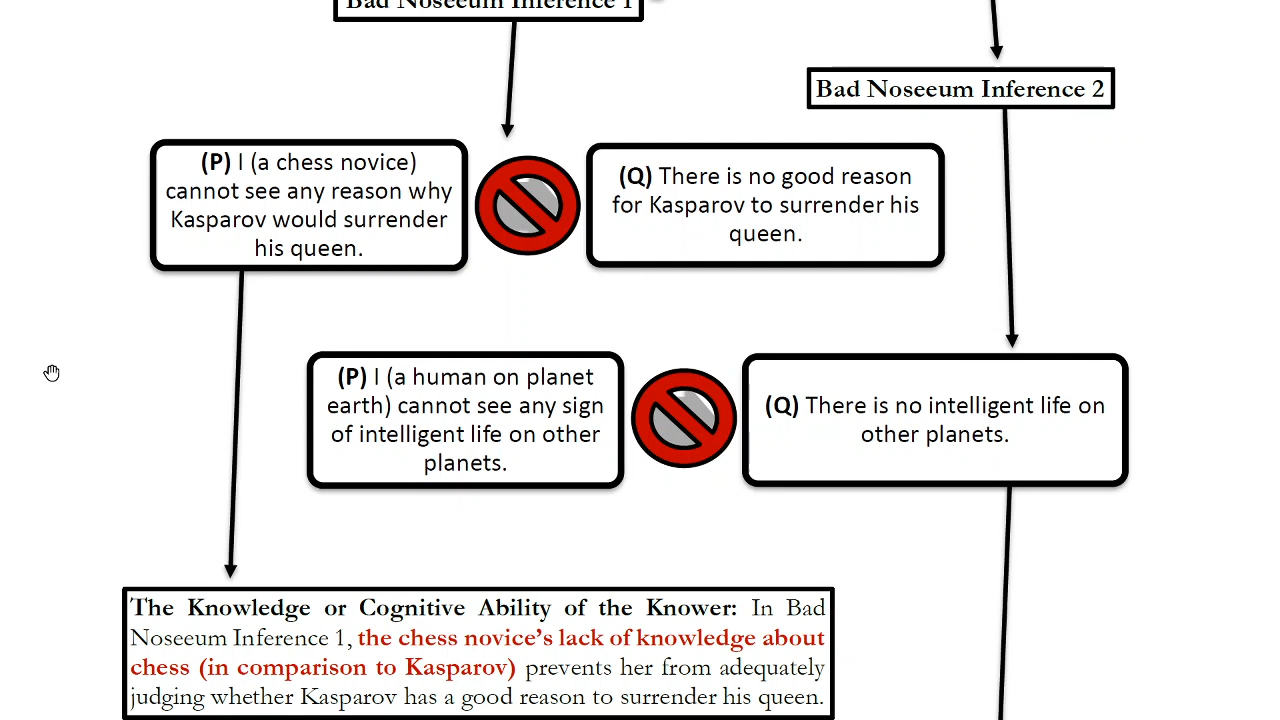 Bad Noseeum Inference 1
Bad Noseeum Inference 2
(P) I (a chess novice)
cannot see any reason why
Kasparov would surrender
his queen.
(Q) There is no good reason
for Kasparov to surrender his
queen.
(P) I (a human on planet
earth) cannot see any sign
of intelligent life on other
planets.
(Q) There is no intelligent life on
other planets.
The Knowledge or Cognitive Ability of the Knower: In Bad
Noseeum Inference 1, the chess novice’s lack of knowledge about
chess (in comparison to Kasparov) prevents her from adequately
judging whether Kasparov has a good reason to surrender his queen.